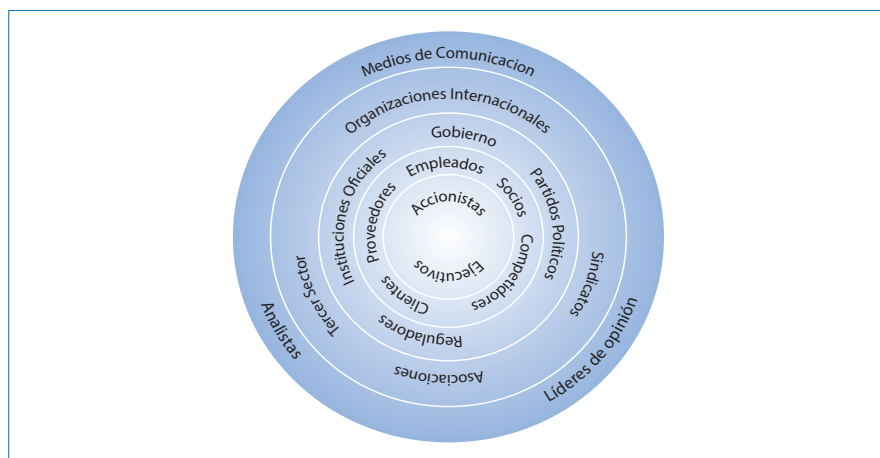 Medios de Comunicacion
Organizaciones Internacionales
Gobierno
Instituciones Oficiales
Partidos Políticos
Empleados
Proveedores
Socios
Accionistas
Ejecutivos
Competidores
Clientes
Reguladores
Sindicatos
Tercer Sector
Asociaciones
Analistas
Líderes de opinión